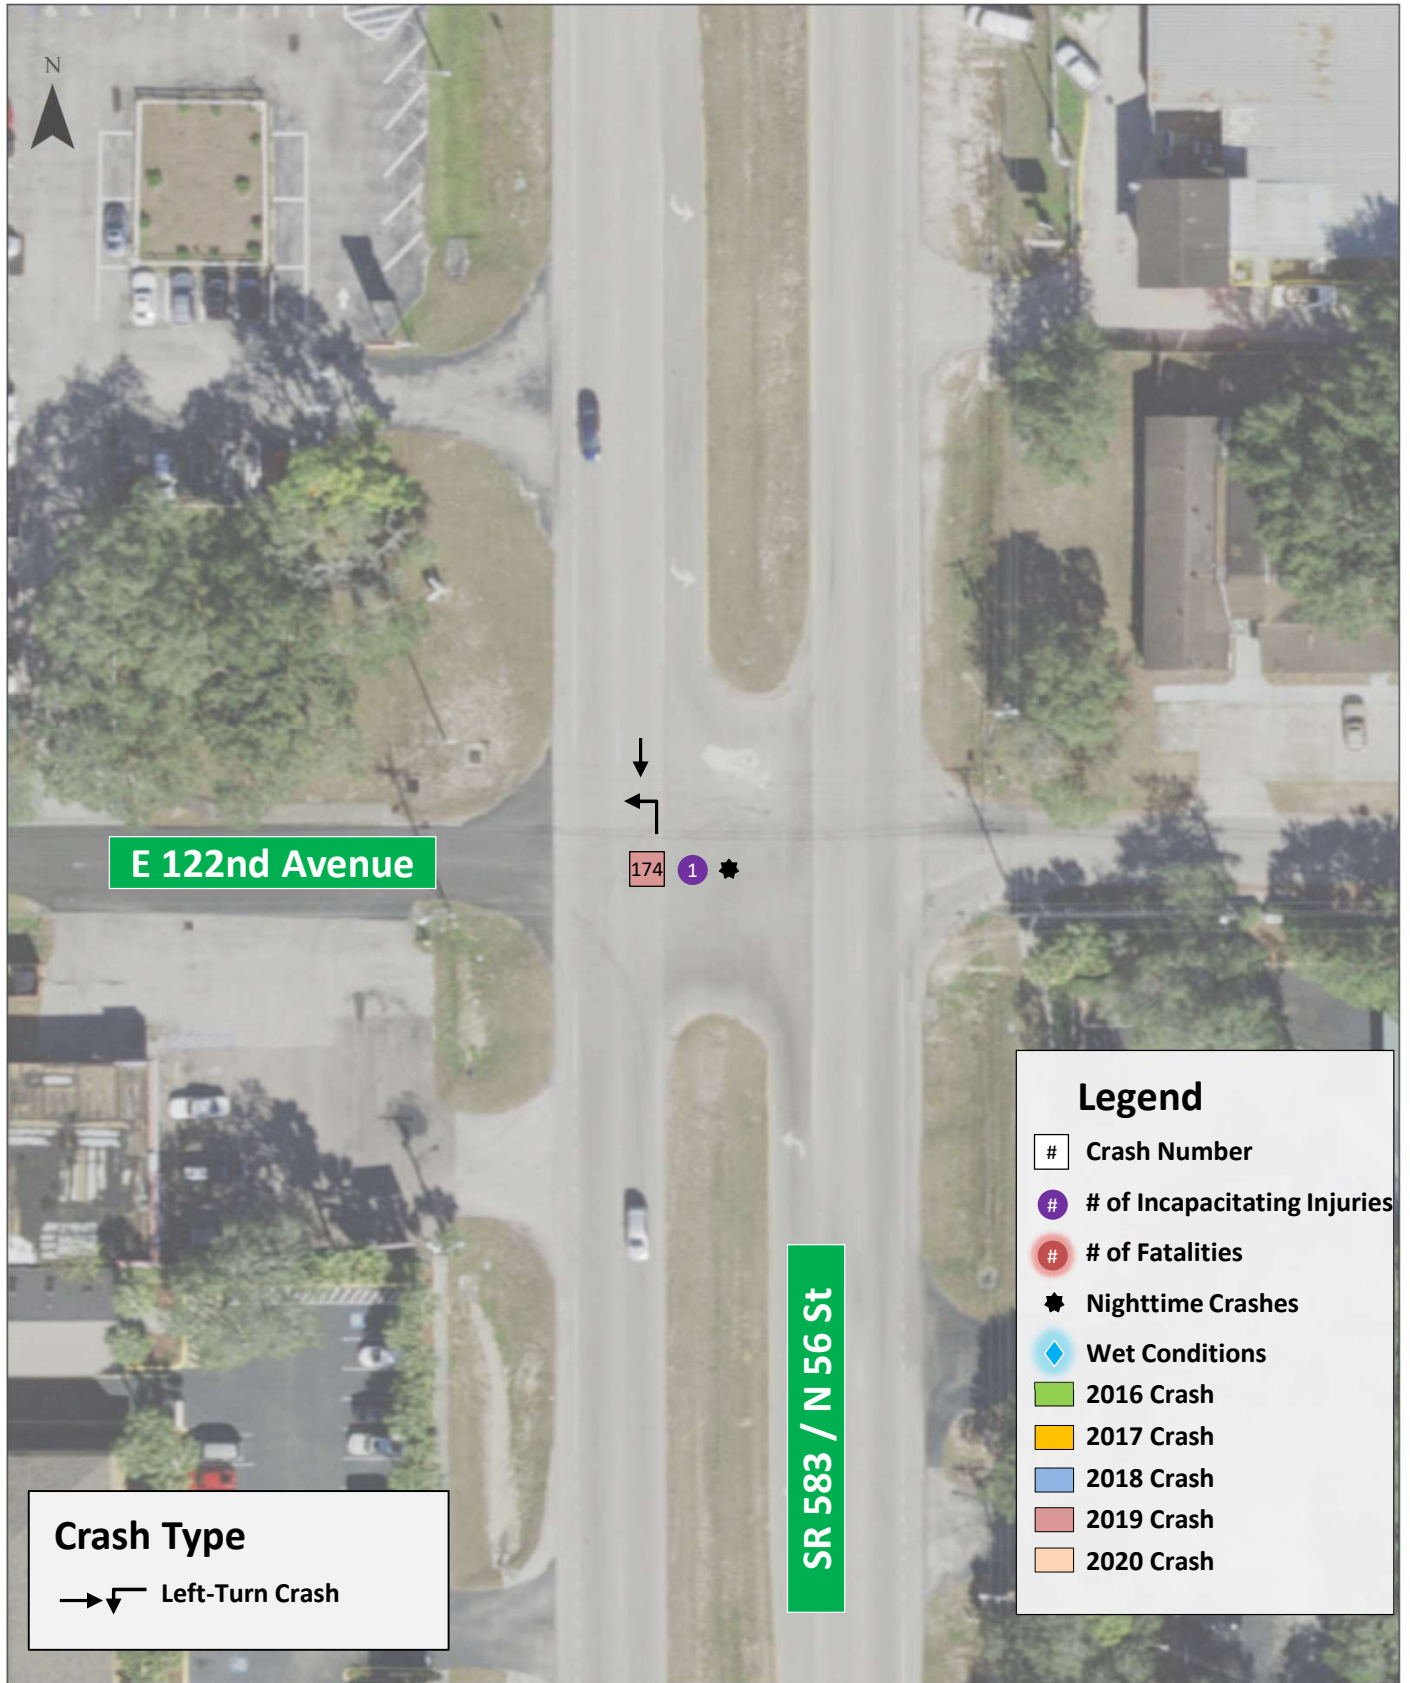 N
E 122nd Avenue
174
1
SR 583 / N 56 St
Legend
# Crash Number
# # of Incapacitating Injuries
# # of Fatalities
Nighttime Crashes
Wet Conditions
2016 Crash
2017 Crash
2018 Crash
2019 Crash
2020 Crash
Crash Type
Left-Turn Crash